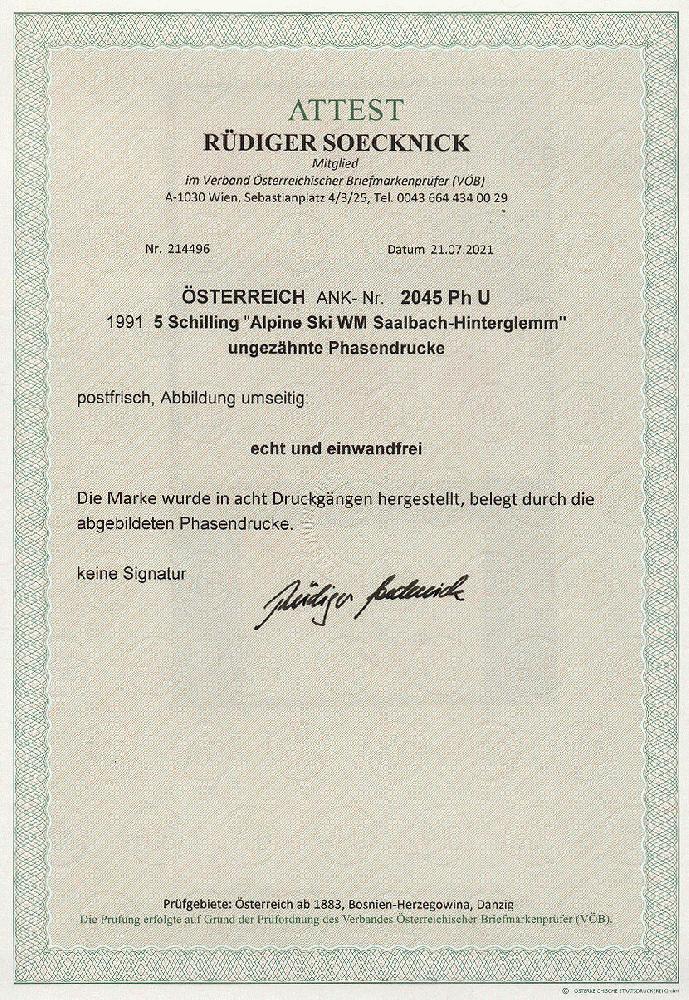 ATTEST
RÜDIGER SOECKNICK
Mitglied
im Verband Österreichischer Briefmarkenprüfer (VÖB)
A-1030 Wien, Sebastianplatz 4/3/25, Tel. 0043 664 434 00 29
Nr. 214496 Datum 21.07.2021
ÖSTERREICH ANK- Nr. 2045 Ph U
1991 5 Schilling "Alpine Ski WM Saalbach-Hinterglemm"
ungezähnte Phasendrucke
postfrisch, Abbildung umseitig:
echt und einwandfrei
Die Marke wurde in acht Druckgängen hergestellt, belegt durch die
abgebildeten Phasendrucke.
keine Signatur
Rüdiger Soecknick
Prüfgebiete: Österreich ab 1883, Bosnien-Herzegowina, Danzig
Die Prüfung erfolgte auf Grund der Prüfordnung des Verbandes Österreichischer Briefmarkenprüfer (VÖB).